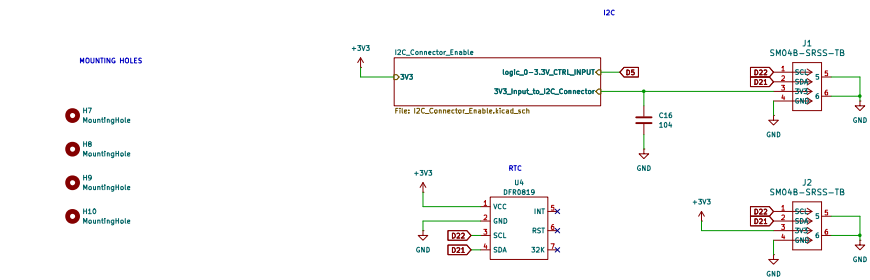 I2C
MOUNTING HOLES
H7
MountingHole
H8
MountingHole
H9
MountingHole
H10
MountingHole
+3V3
I2C_Connector_Enable
3V3
logic_0-3.3V_CTRL_INPUT
3V3_Input_to_I2C_Connector
File: I2C_Connector_Enable.kicad_sch
D5
C16
104
GND
J1
SM04B-SRSS-TB
D22 1 SCL
D21 2 SDA
3 3V3
4 GND
5
6
GND
GND
RTC
U4
DFR0819
+3V3
1 VCC
2 GND
D22 3 SCL
D21 4 SDA
INT 5
RST 6
32K 7
GND
J2
SM04B-SRSS-TB
+3V3
D22 1 SCL
D21 2 SDA
3 3V3
4 GND
5
6
GND
GND